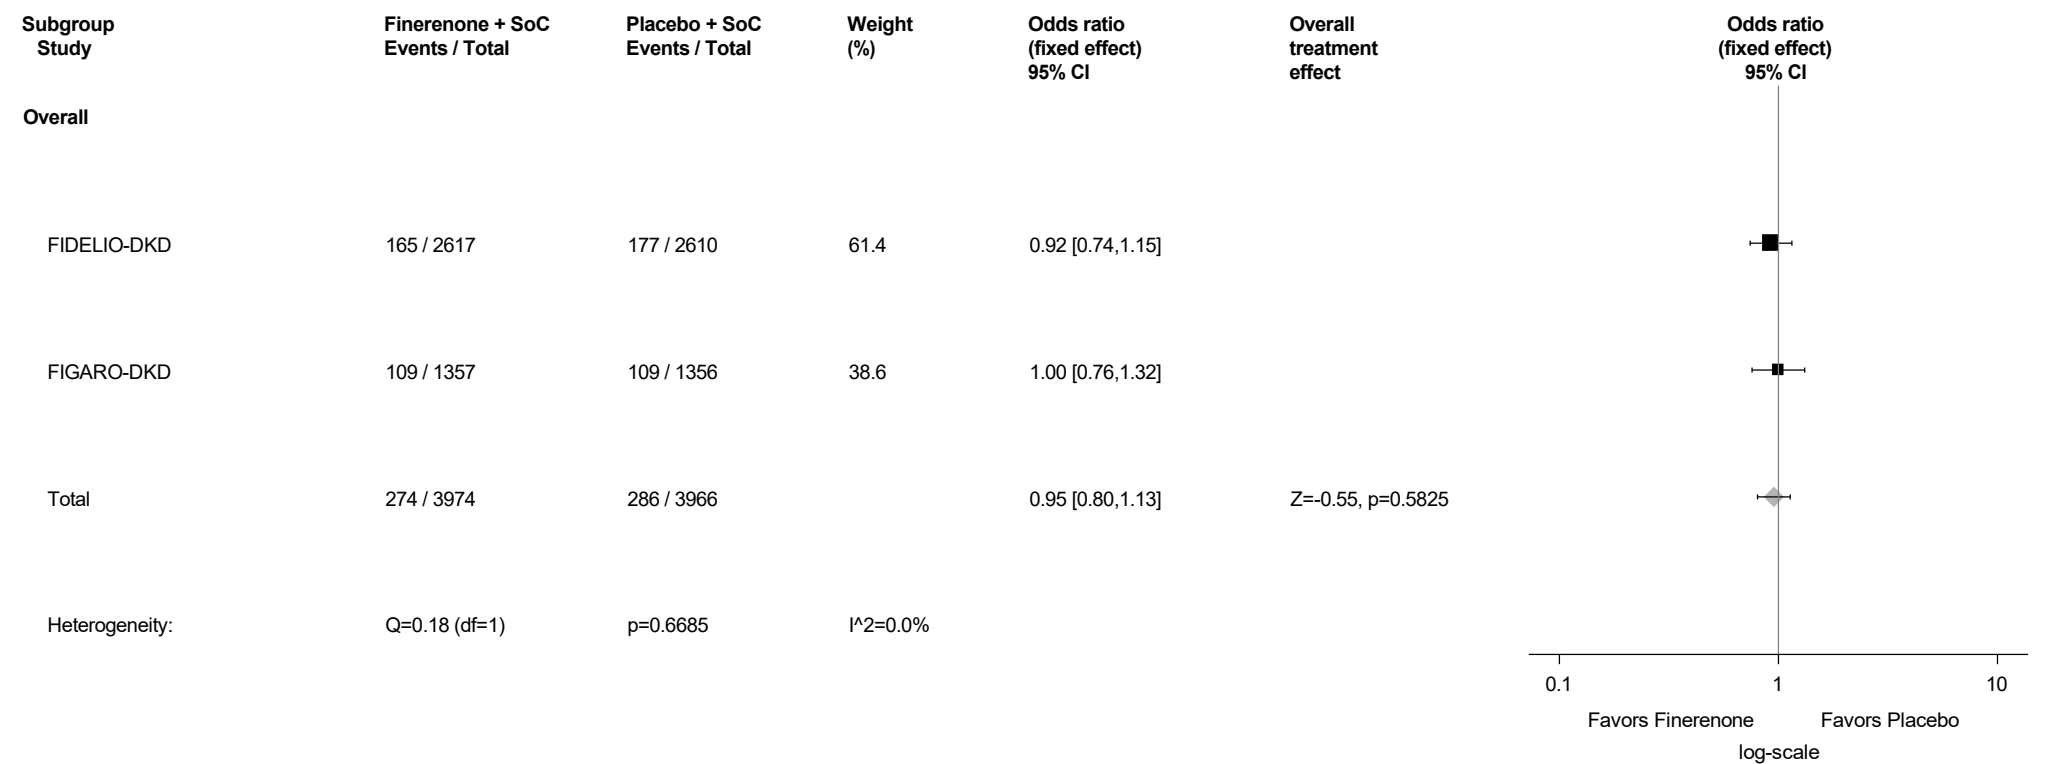 Subgroup Finerenone + SoC Placebo + SoC Weight Odds ratio Overall Odds ratio
Study Events / Total Events / Total (%) (fixed effect) treatment (fixed effect)
95% CI effect 95% CI
Overall
FIDELIO-DKD 165 / 2617 177 / 2610 61.4 0.92 [0.74,1.15]
FIGARO-DKD 109 / 1357 109 / 1356 38.6 1.00 [0.76,1.32]
Total 274 / 3974 286 / 3966 0.95 [0.80,1.13] Z=-0.55, p=0.5825
Heterogeneity: Q=0.18 (df=1) p=0.6685 I^2=0.0%
0.1 1 10
Favors Finerenone Favors Placebo
log-scale